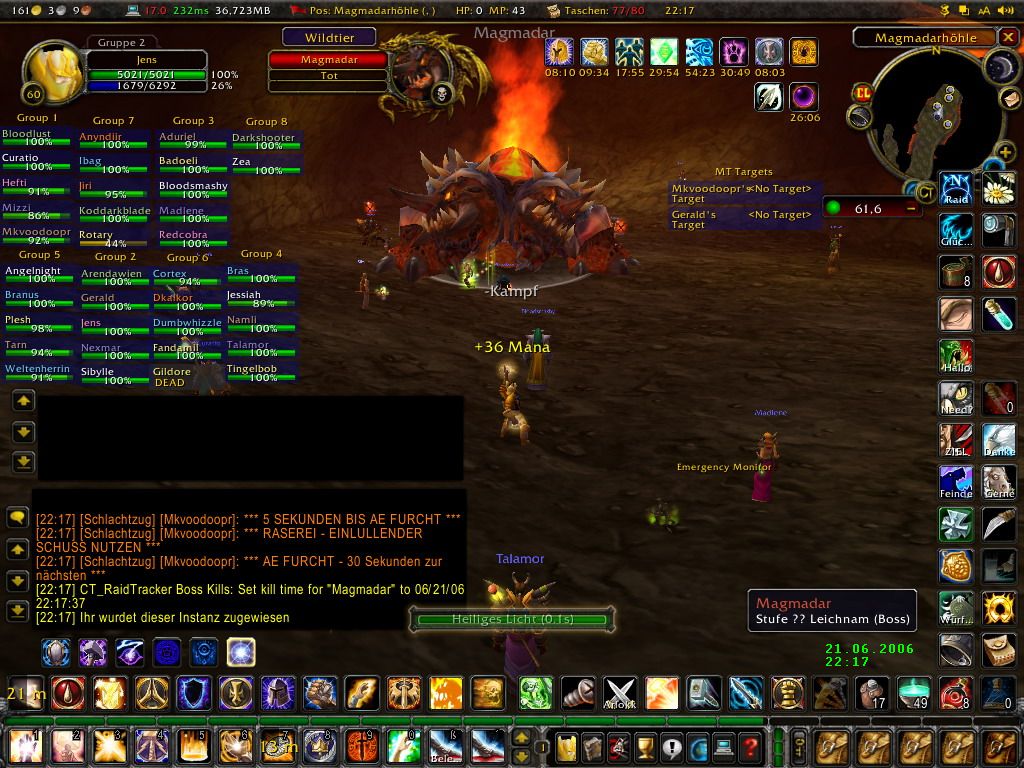 161 3 9 17.0 232ms 36,723MB Pos: Magmadarhöhle (, ) HP: 0 MP: 43 Taschen: 77/80 22:17
Gruppe 2
Jens
5021/5021 100%
1679/6292 26%
60
Wildtier
Magmadar
Tot
Magmadar
08:10 09:34 17:55 29:54 54:23 30:49 08:03
26:06
Magmadarhöhle
N
CL
CT
61,6
Group 1
Bloodlust
100%
Curatio
100%
Hefti
91%
Mizzi
86%
Mkvoodoopr
92%
Group 7
Anyndiir
100%
Ibag
100%
Jiri
95%
Koddarkblade
100%
Rotary
44%
Group 3
Aduriel
99%
Badoeli
100%
Bloodsmashy
100%
Madlene
100%
Redcobra
100%
Group 8
Darkshooter
100%
Zea
100%
Group 5
Angelnight
100%
Branus
100%
Plesh
98%
Tarn
94%
Weltenherrin
91%
Group 2
Arendawien
100%
Gerald
100%
Jens
100%
Nexmar
100%
Sibylle
100%
Group 6
Cortex
94%
Dkalkor
100%
Dumbwhizzle
100%
Fandamil
100%
Gildore
DEAD
Group 4
Bras
100%
Jessiah
89%
Namli
100%
Talamor
100%
Tingelbob
100%
MT Targets
Mkvoodoopr's <No Target>
Target
Gerald's <No Target>
Target
-Kampf
+36 Mana
Madlene
Emergency Monitor
Talamor
Heiliges Licht (0.1s)
[22:17] [Schlachtzug] [Mkvoodoopr]: *** 5 SEKUNDEN BIS AE FURCHT ***
[22:17] [Schlachtzug] [Mkvoodoopr]: *** RASEREI - EINLULLENDER
SCHUSS NUTZEN ***
[22:17] [Schlachtzug] [Mkvoodoopr]: *** AE FURCHT - 30 Sekunden zur
nächsten ***
[22:17] CT_RaidTracker Boss Kills: Set kill time for "Magmadar" to 06/21/06
22:17:37
[22:17] Ihr wurdet dieser Instanz zugewiesen
Magmadar
Stufe ?? Leichnam (Boss)
21.06.2006
22:17
Raid
8
Hallo
Need?
0
ZIEL
Danke
Feinde
Gerne
Würf...
21 m
Arlokk
17
49
8
0
13 m
Bele...
1